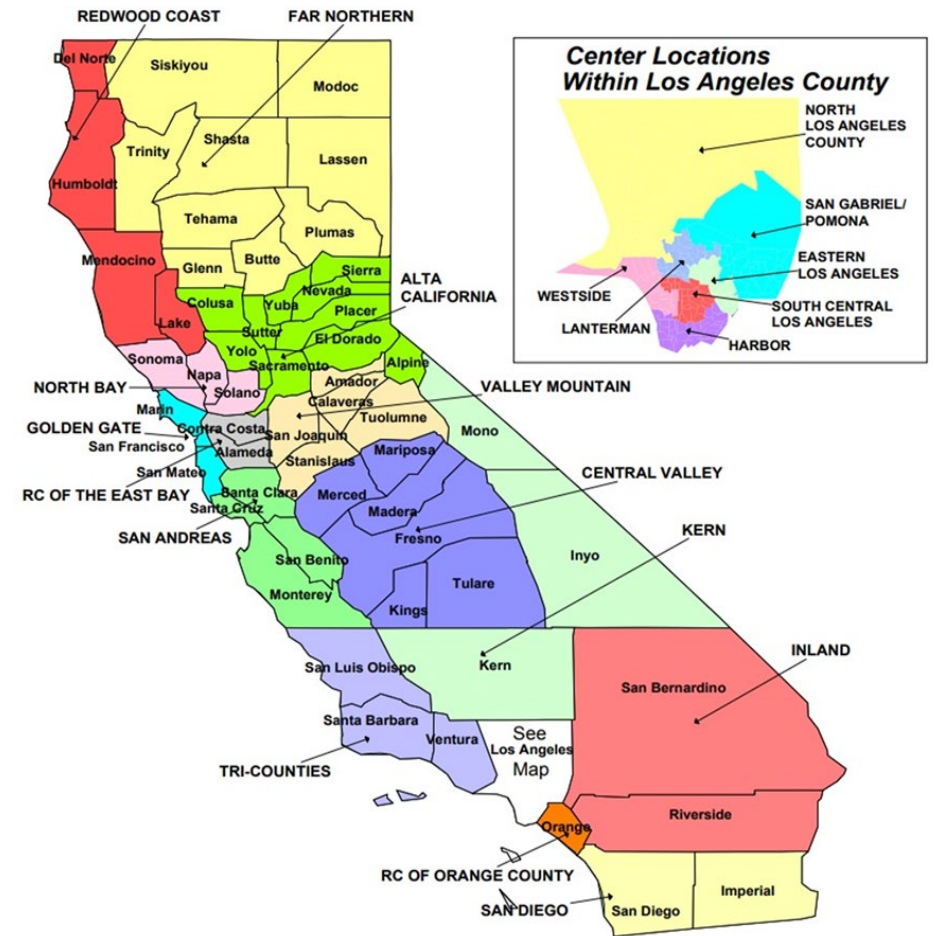 REDWOOD COAST
FAR NORTHERN
Del Norte
Siskiyou
Modoc
Trinity
Shasta
Lassen
Humboldt
Tehama
Plumas
Mendocino
Glenn
Butte
Sierra
Colusa
Yuba
Nevada
Placer
Lake
Sutter
El Dorado
ALTA
CALIFORNIA
Sonoma
Yolo
Sacramento
Alpine
Napa
Solano
Amador
NORTH BAY
VALLEY MOUNTAIN
Calaveras
Marin
Tuolumne
GOLDEN GATE
Contra Costa
San Joaquin
Mono
San Francisco
Alameda
Mariposa
Stanislaus
San Mateo
CENTRAL VALLEY
RC OF THE EAST BAY
Santa Clara
Merced
Santa Cruz
Madera
SAN ANDREAS
Fresno
KERN
San Benito
Inyo
Monterey
Tulare
Kings
San Luis Obispo
Kern
INLAND
San Bernardino
Santa Barbara
Ventura
See
Los Angeles
Map
TRI-COUNTIES
Riverside
Orange
RC OF ORANGE COUNTY
SAN DIEGO
San Diego
Imperial
Center Locations
Within Los Angeles County
NORTH
LOS ANGELES
COUNTY
SAN GABRIEL/
POMONA
EASTERN
LOS ANGELES
WESTSIDE
SOUTH CENTRAL
LOS ANGELES
LANTERMAN
HARBOR